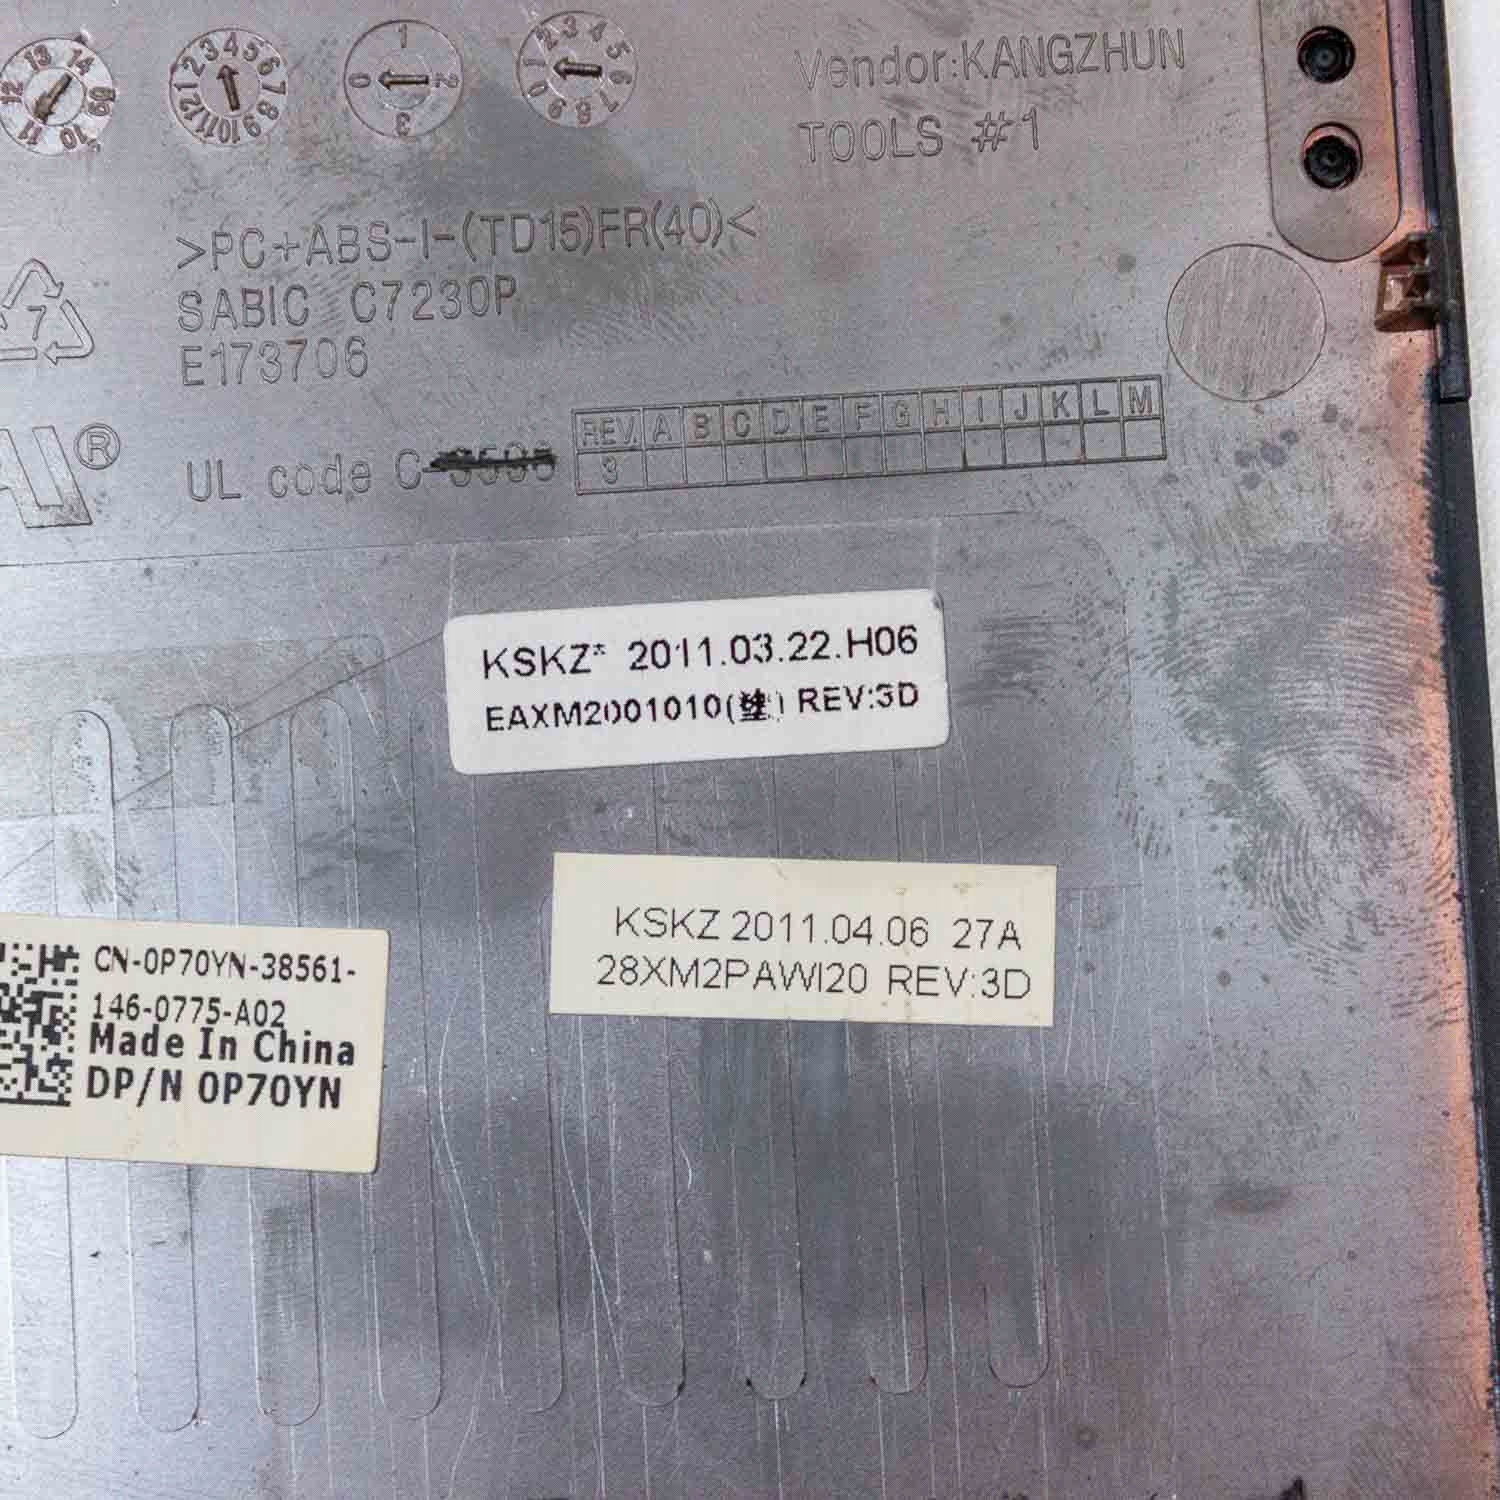 Vendor:KANGZHUN
TOOLS #1
>PC+ABS-I-(TD15)FR(40)<
SABIC C7230P
E173706
7
®
UL code C
REV. A B C D E F G H I J K L M
3
KSKZ* 2011.03.22.H06
EAXM2001010(塗) REV:3D
KSKZ 2011.04.06 27A
28XM2PAWI20 REV:3D
CN-0P70YN-38561-
146-0775-A02
Made In China
DP/N 0P70YN